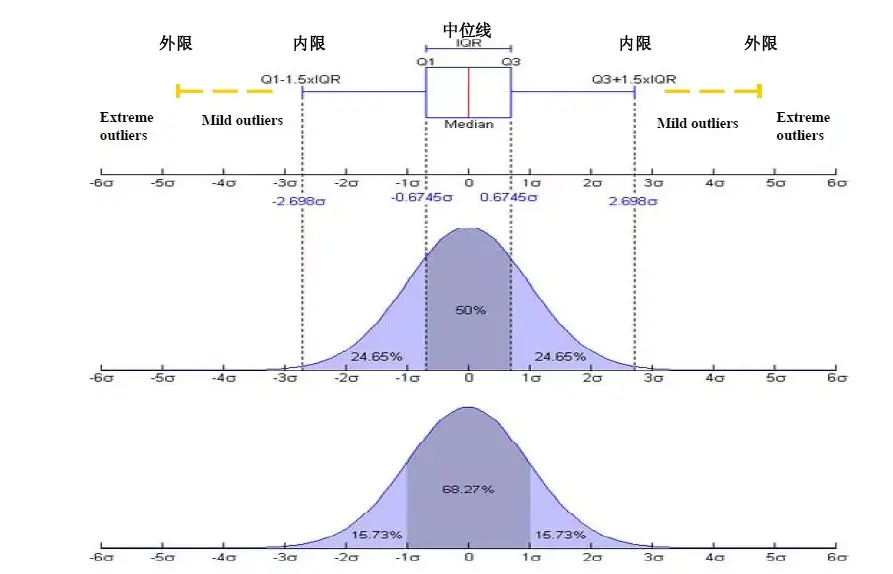 中位线
外限 内限 IQR 内限 外限
Q1 Q3
Q1-1.5xIQR Q3+1.5xIQR
Extreme
outliers
Mild outliers
Median
Mild outliers
Extreme
outliers
-6σ -5σ -4σ -3σ -2σ -1σ 0 1σ 2σ 3σ 4σ 5σ 6σ
-2.698σ -0.6745σ 0.6745σ 2.698σ
50%
24.65% 24.65%
-6σ -5σ -4σ -3σ -2σ -1σ 0 1σ 2σ 3σ 4σ 5σ 6σ
68.27%
15.73% 15.73%
-6σ -5σ -4σ -3σ -2σ -1σ 0 1σ 2σ 3σ 4σ 5σ 6σ